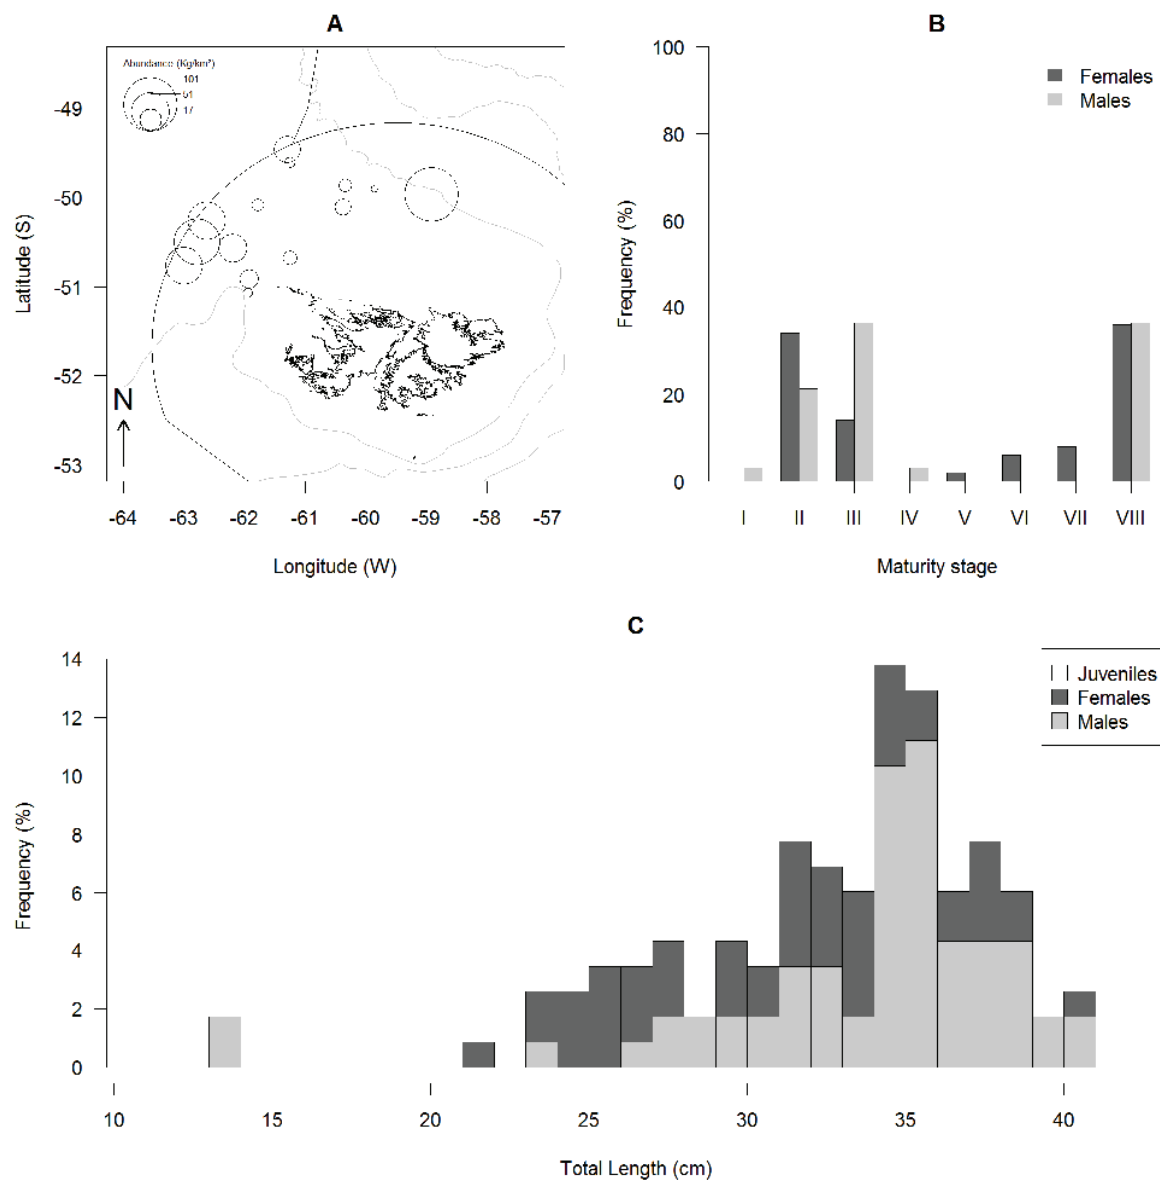 A
Abundance (Kg/km²)
101
51
17
-49
-50
-51
-52
-53
Latitude (S)
N
-64 -63 -62 -61 -60 -59 -58 -57
Longitude (W)
B
Females
Males
100
80
60
40
20
0
Frequency (%)
I II III IV V VI VII VIII
Maturity stage
C
Juveniles
Females
Males
14
12
10
8
6
4
2
0
Frequency (%)
10 15 20 25 30 35 40
Total Length (cm)